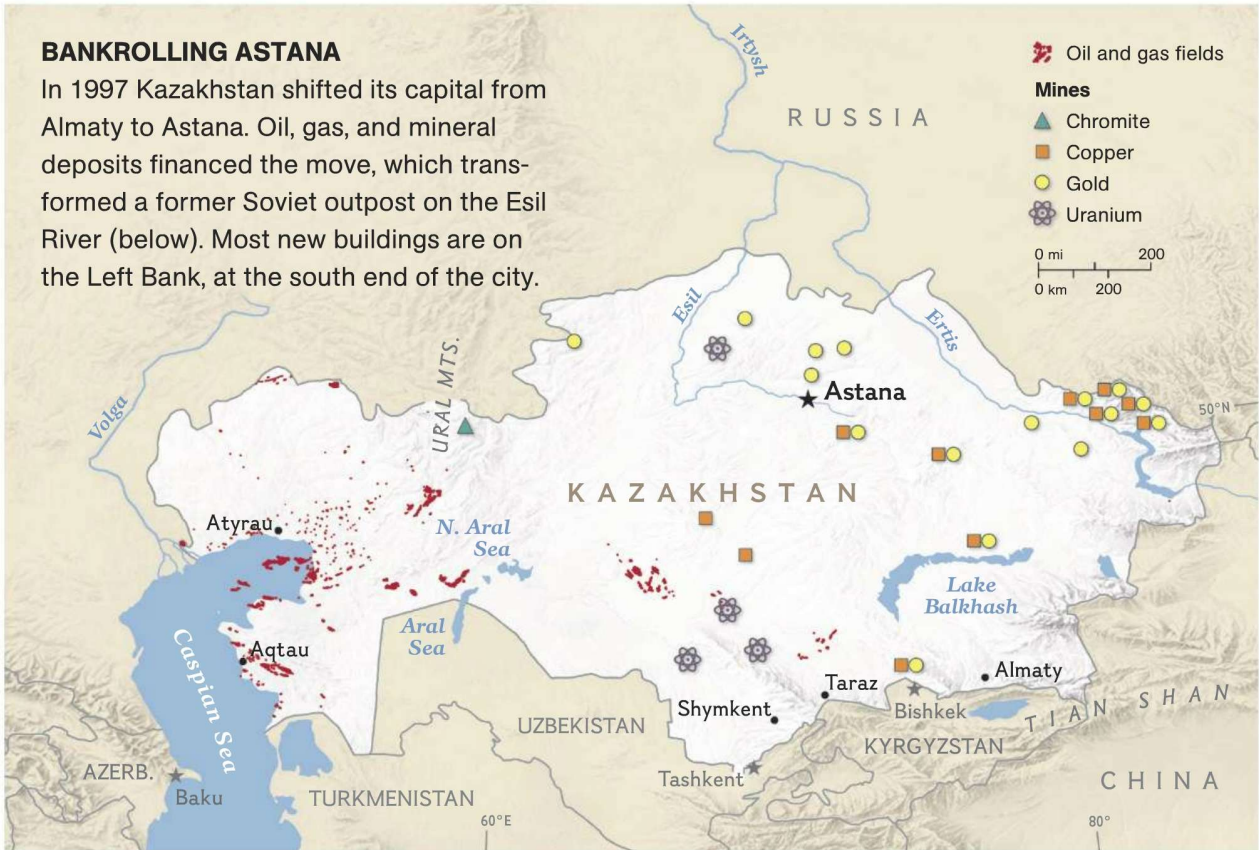 BANKROLLING ASTANA
In 1997 Kazakhstan shifted its capital from
Almaty to Astana. Oil, gas, and mineral
deposits financed the move, which trans-
formed a former Soviet outpost on the Esil
River (below). Most new buildings are on
the Left Bank, at the south end of the city.
Oil and gas fields
Mines
Chromite
Copper
Gold
Uranium
0 mi 200
0 km 200
Irtysh
RUSSIA
Esil
Ertis
URAL MTS.
Volga
Astana
50°N
KAZAKHSTAN
Atyrau
N. Aral
Sea
Lake
Balkhash
Aral
Sea
Caspian Sea
Aqtau
Almaty
Taraz
Shymkent
Bishkek
TIAN SHAN
UZBEKISTAN
KYRGYZSTAN
Tashkent
CHINA
AZERB.
Baku
TURKMENISTAN
60°E
80°